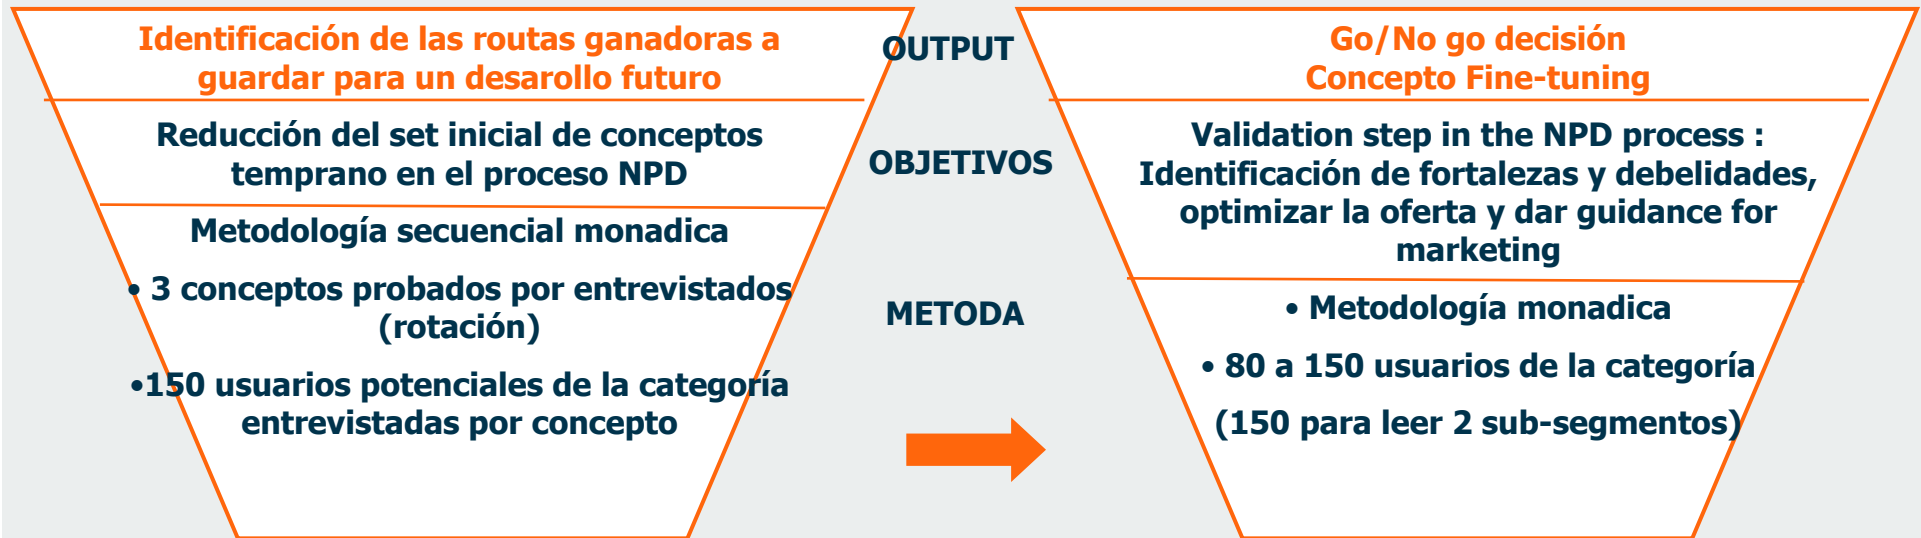 Identificación de las routas ganadoras a
guardar para un desarollo futuro
Reducción del set inicial de conceptos
temprano en el proceso NPD
Metodología secuencial monadica
• 3 conceptos probados por entrevistados
(rotación)
•150 usuarios potenciales de la categoría
entrevistadas por concepto
OUTPUT
OBJETIVOS
METODA
Go/No go decisión
Concepto Fine-tuning
Validation step in the NPD process :
Identificación de fortalezas y debelidades,
optimizar la oferta y dar guidance for
marketing
• Metodología monadica
• 80 a 150 usuarios de la categoría
(150 para leer 2 sub-segmentos)